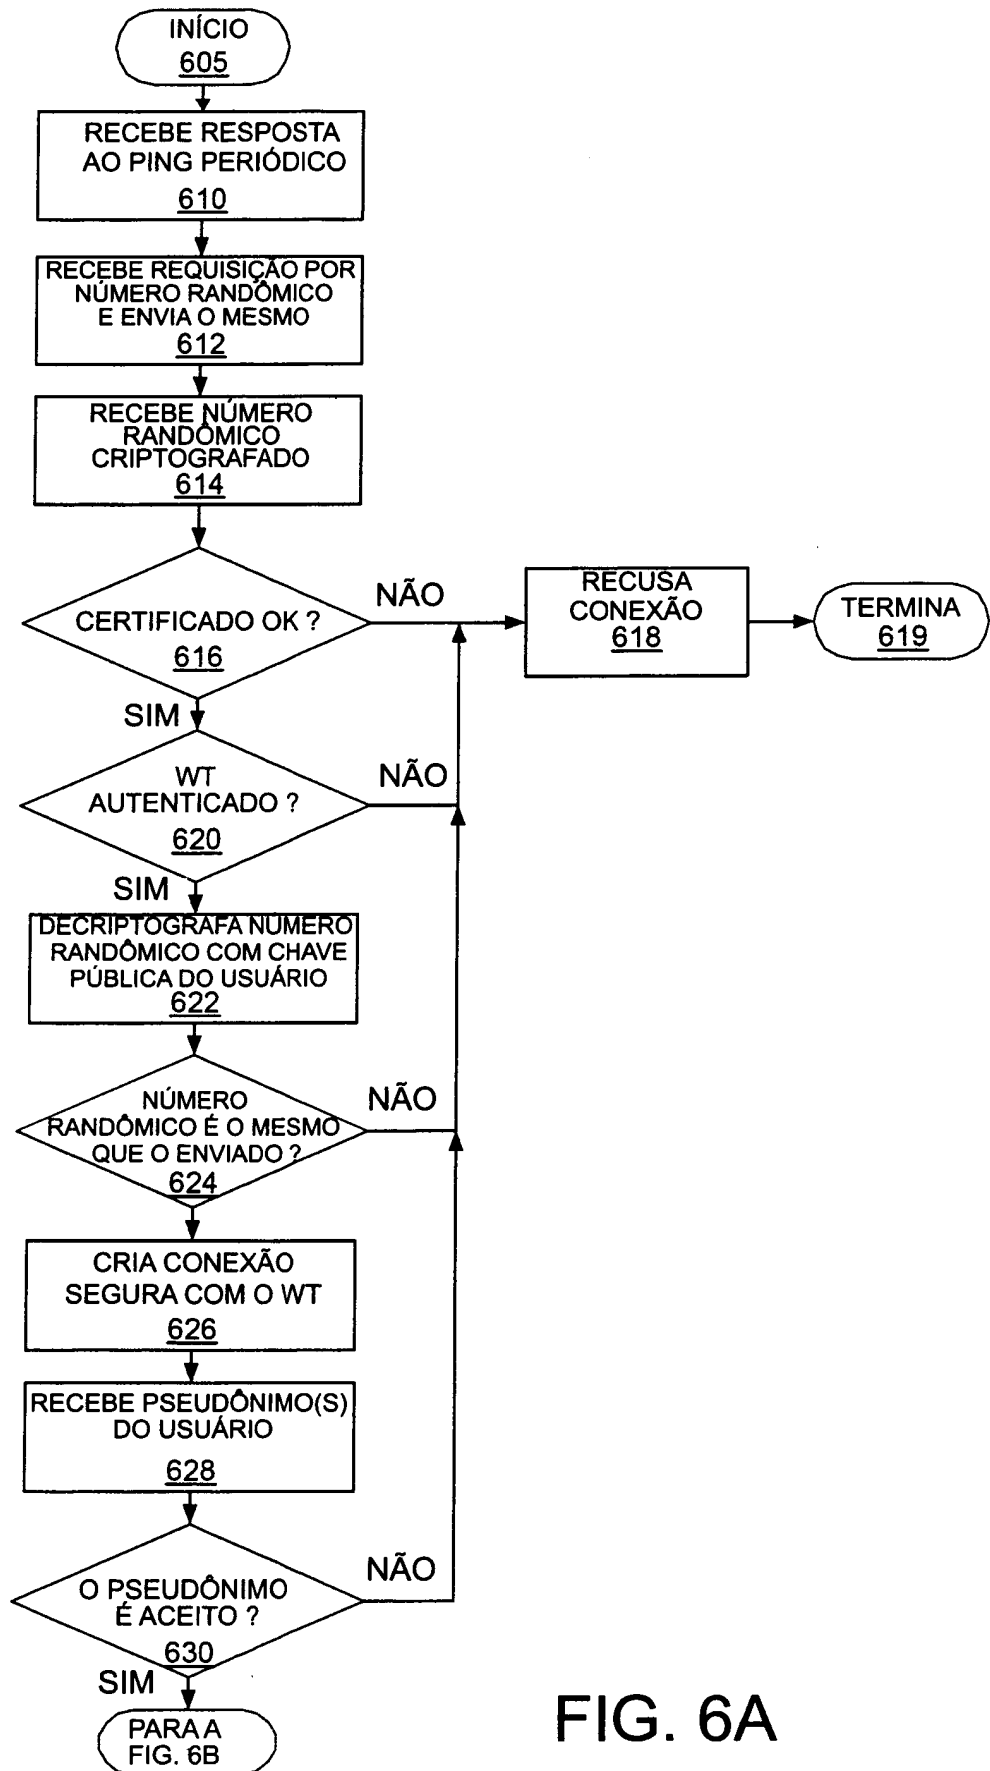 INÍCIO
605
RECEBE RESPOSTA
AO PING PERIÓDICO
610
RECEBE REQUISIÇÃO POR
NÚMERO RANDÔMICO
E ENVIA O MESMO
612
RECEBE NÚMERO
RANDÔMICO
CRIPTOGRAFADO
614
CERTIFICADO OK ?
616
NÃO
RECUSA
CONEXÃO
618
TERMINA
619
SIM
WT
AUTENTICADO ?
620
NÃO
SIM
DECRIPTOGRAFA NÚMERO
RANDÔMICO COM CHAVE
PÚBLICA DO USUÁRIO
622
NÚMERO
RANDÔMICO É O MESMO
QUE O ENVIADO ?
624
NÃO
CRIA CONEXÃO
SEGURA COM O WT
626
RECEBE PSEUDÔNIMO(S)
DO USUÁRIO
628
O PSEUDÔNIMO
É ACEITO ?
630
NÃO
SIM
PARA A
FIG. 6B
FIG. 6A